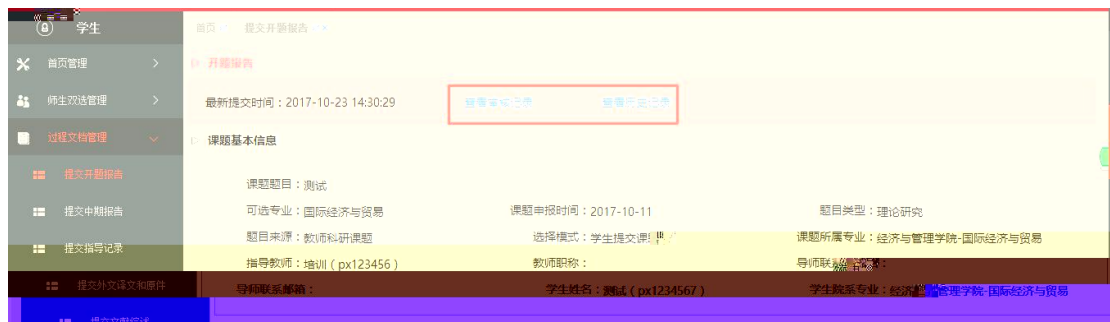 学生
首页 提交开题报告
首页管理
开题报告
师生双选管理
最新提交时间：2017-10-23 14:30:29 查看审核记录 查看历史记录
过程文档管理
课题基本信息
提交开题报告
课题题目：测试
提交中期报告
可选专业：国际经济与贸易 课题申报时间：2017-10-11 题目类型：理论研究
题目来源：教师科研课题 选择模式：学生提交课 课题所属专业：经济与管理学院-国际经济与贸易
提交指导记录
指导教师：培训（px123456） 教师职称： 导师联
提交外文译文和原件
导师联系邮箱： 学生姓名：测试（px1234567） 学生院系专业：经济 管理学院-国际经济与贸易